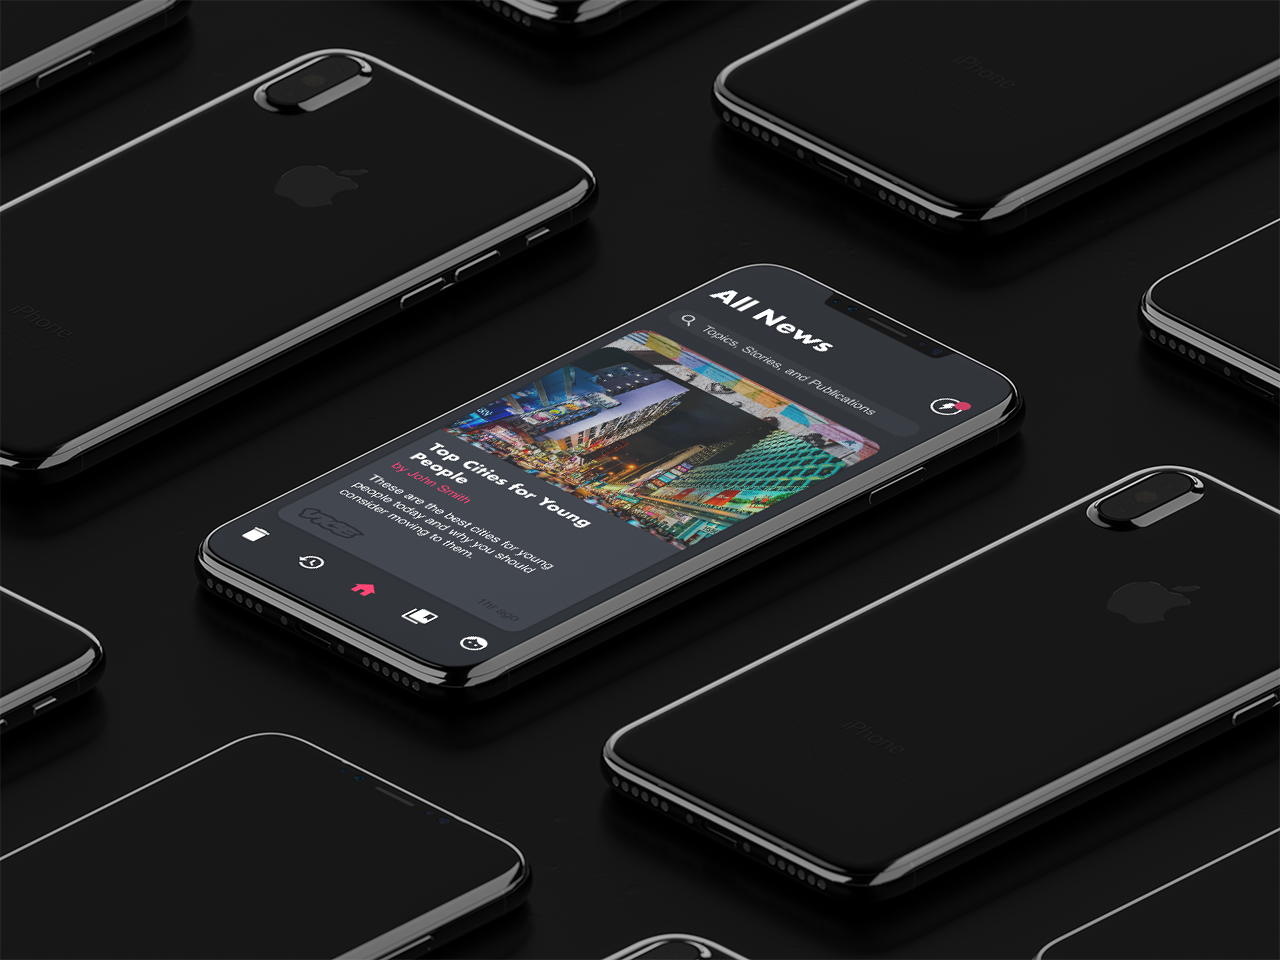 iPhone
iPhone
All News
Topics, Stories, and Publications
Top Cities for Young
People
by John Smith
These are the best cities for young
people today and why you should
consider moving to them.
VICE
1hr ago
iPhone